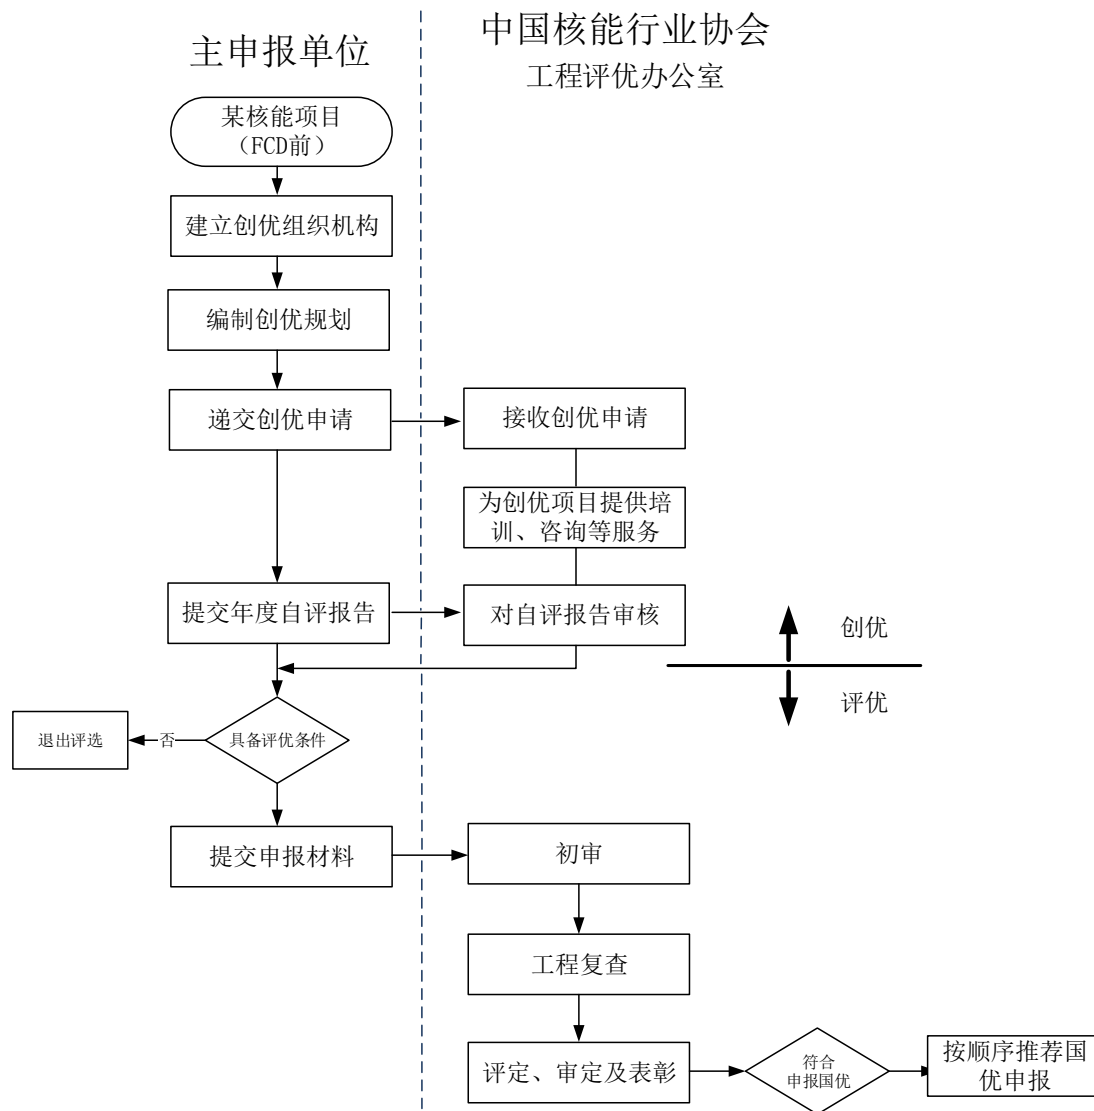 主申报单位
中国核能行业协会
工程评优办公室
某核能项目
（FCD前）
建立创优组织机构
编制创优规划
递交创优申请
接收创优申请
为创优项目提供培
训、咨询等服务
提交年度自评报告
对自评报告审核
创优
评优
退出评选
否
具备评优条件
提交申报材料
初审
工程复查
评定、审定及表彰
符合
申报国优
按顺序推荐国
优申报